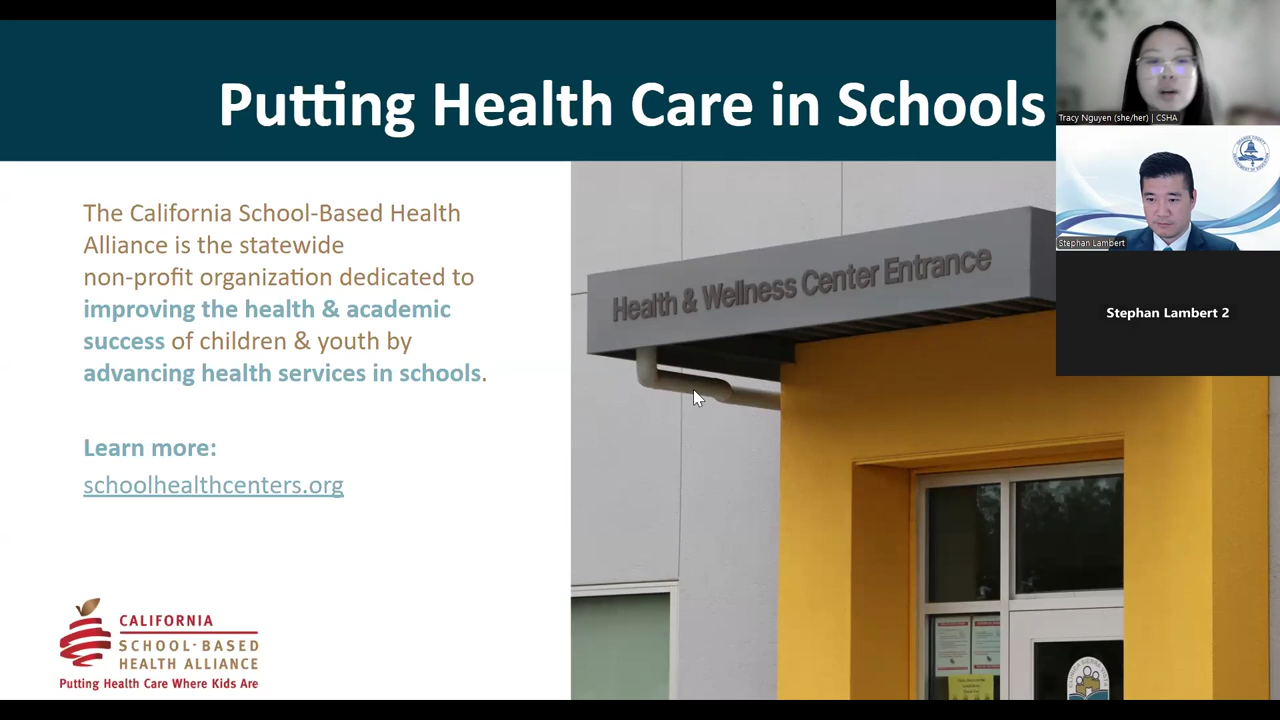 Putting Health Care in Schools
The California School-Based Health
Alliance is the statewide
non-profit organization dedicated to
improving the health & academic
success of children & youth by
advancing health services in schools.
Learn more:
schoolhealthcenters.org
CALIFORNIA
SCHOOL-BASED
HEALTH ALLIANCE
Putting Health Care Where Kids Are
Health & Wellness Center Entrance
Tracy Nguyen (she/her) | CSHA
Stephan Lambert
Stephan Lambert 2